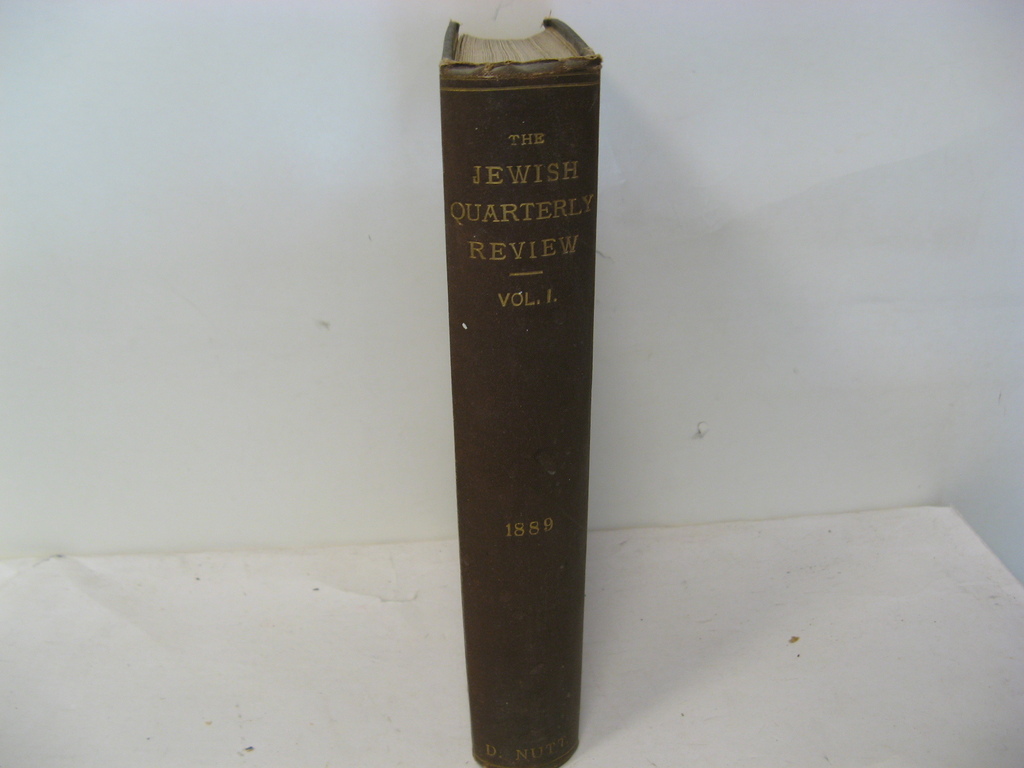 THE
JEWISH
QUARTERLY
REVIEW
VOL. I.
1889
D. NUTT